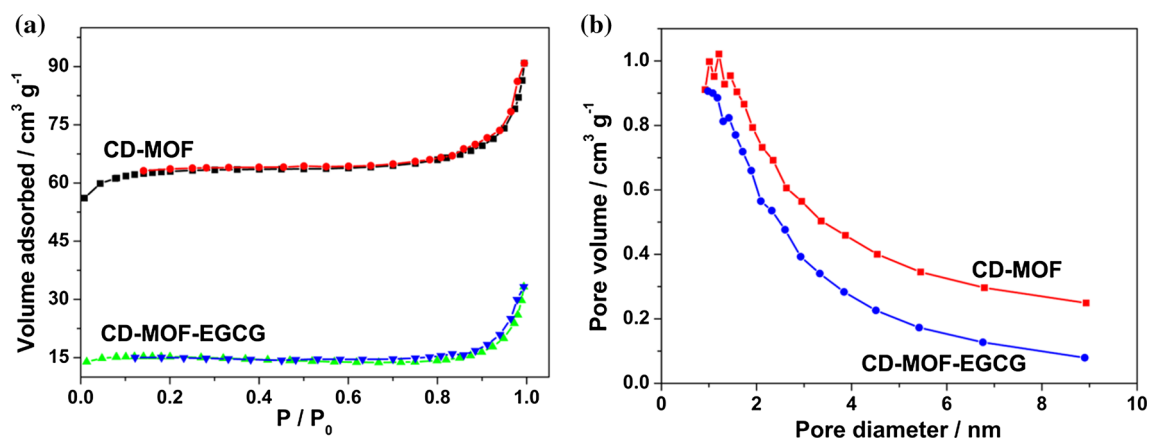 (a)
Volume adsorbed / cm³ g⁻¹
90
75
60
45
30
15
CD-MOF
CD-MOF-EGCG
0.0 0.2 0.4 0.6 0.8 1.0
P / P₀
(b)
Pore volume / cm³ g⁻¹
1.0
0.8
0.6
0.4
0.2
0.0
CD-MOF
CD-MOF-EGCG
0 2 4 6 8 10
Pore diameter / nm